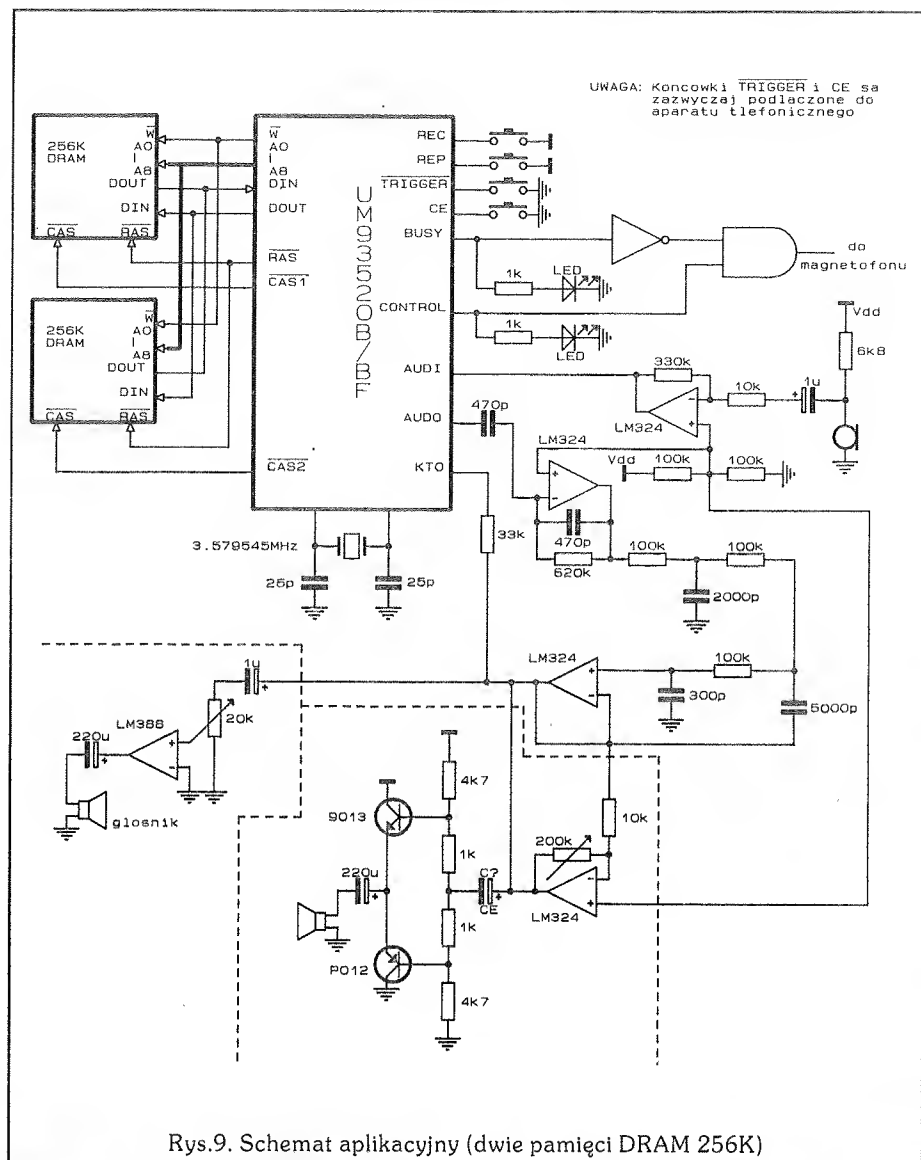 UWAGA: Koncowki TRIGGER i CE sa
zazwyczaj podlaczone do
aparatu tlefonicznego
256K
DRAM
W
A0
I
A8
DOUT
DIN
CAS
RAS
256K
DRAM
W
A0
I
A8
DOUT
DIN
CAS
RAS
W
A0
I
A8
DIN
DOUT
RAS
CAS1
CAS2
UM93520B/BF
REC
REP
TRIGGER
CE
BUSY
CONTROL
AUDI
AUDO
KTO
1k
LED
1k
LED
do
magnetofonu
Vdd
6k8
330k
10k
1u
LM324
470p
LM324
Vdd
100k
100k
470p
620k
100k
100k
2000p
33k
3.579545MHz
25p
25p
LM324
100k
300p
5000p
1u
20k
LM388
220u
glosnik
4k7
9013
1k
220u
C?
CE
1k
P012
4k7
10k
200k
LM324
Rys.9. Schemat aplikacyjny (dwie pamięci DRAM 256K)